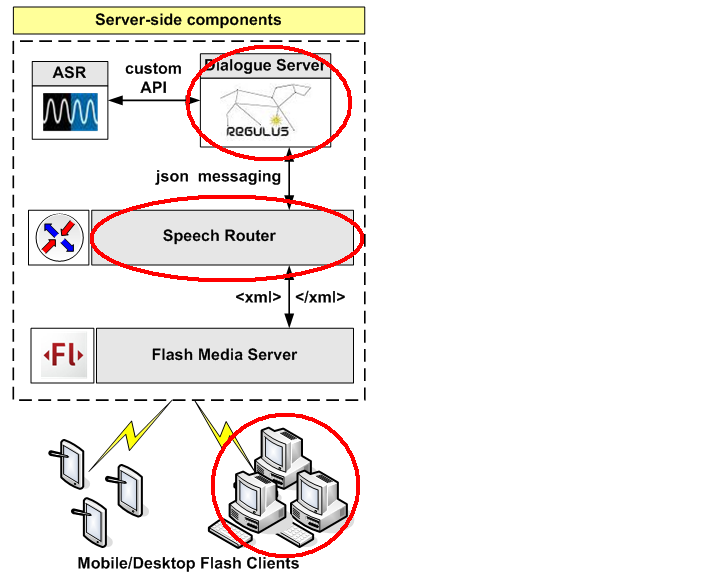 Server-side components
ASR
custom
API
Dialogue Server
REGULUS
json messaging
Speech Router
<xml> </xml>
Fl
Flash Media Server
Mobile/Desktop Flash Clients